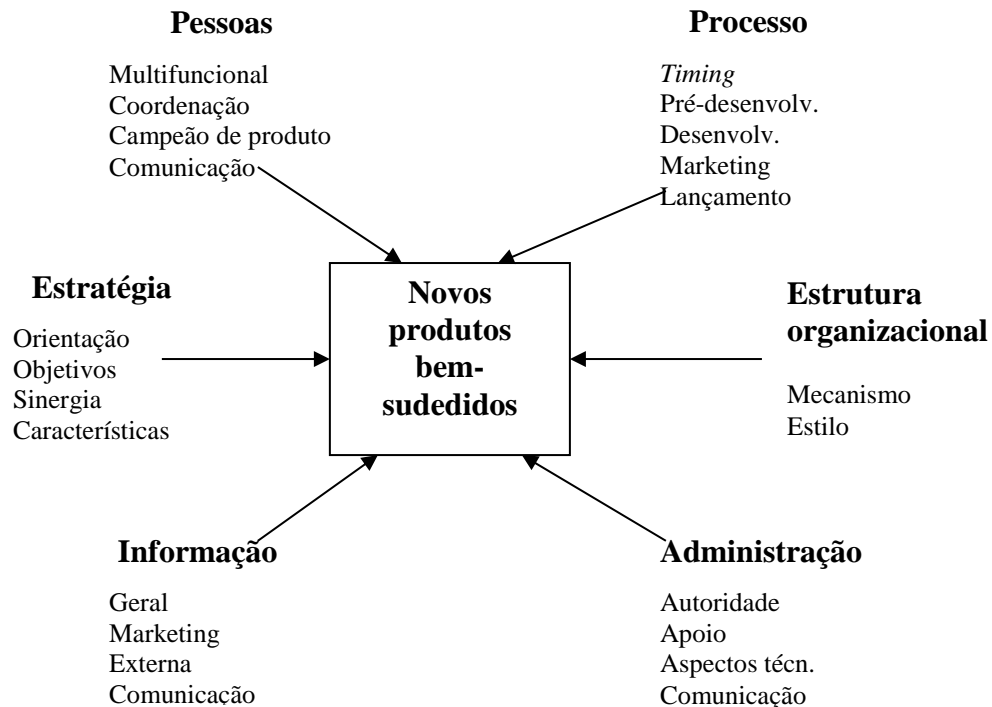 Pessoas
Multifuncional
Coordenação
Campeão de produto
Comunicação
Processo
Timing
Pré-desenvolv.
Desenvolv.
Marketing
Lançamento
Estratégia
Orientação
Objetivos
Sinergia
Características
Novos
produtos
bem-
sudedidos
Estrutura
organizacional
Mecanismo
Estilo
Informação
Geral
Marketing
Externa
Comunicação
Administração
Autoridade
Apoio
Aspectos técn.
Comunicação